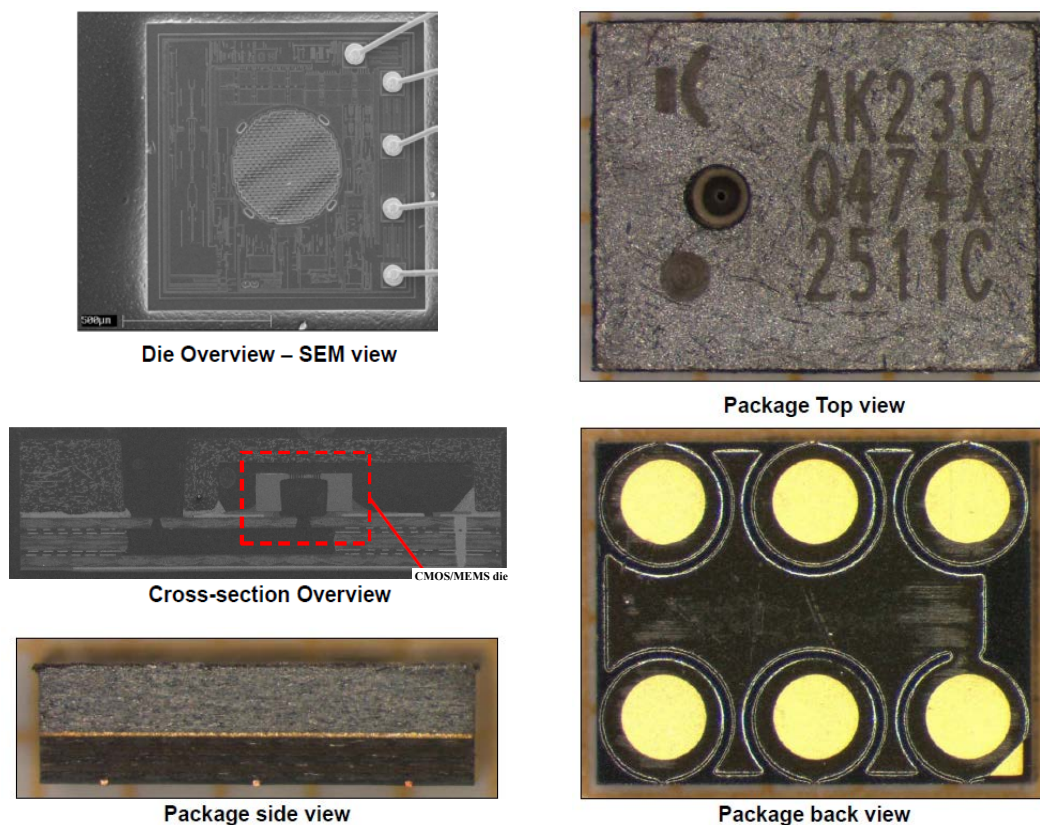 500µm
Die Overview – SEM view
AK230
Q474X
2511C
Package Top view
CMOS/MEMS die
Cross-section Overview
Package side view
Package back view